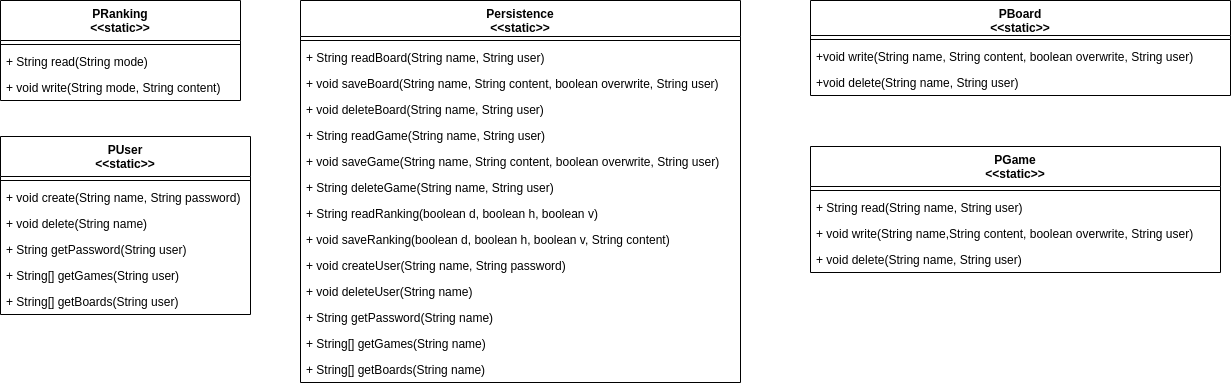 PRanking
<<static>>
+ String read(String mode)
+ void write(String mode, String content)
PUser
<<static>>
+ void create(String name, String password)
+ void delete(String name)
+ String getPassword(String user)
+ String[] getGames(String user)
+ String[] getBoards(String user)
Persistence
<<static>>
+ String readBoard(String name, String user)
+ void saveBoard(String name, String content, boolean overwrite, String user)
+ void deleteBoard(String name, String user)
+ String readGame(String name, String user)
+ void saveGame(String name, String content, boolean overwrite, String user)
+ String deleteGame(String name, String user)
+ String readRanking(boolean d, boolean h, boolean v)
+ void saveRanking(boolean d, boolean h, boolean v, String content)
+ void createUser(String name, String password)
+ void deleteUser(String name)
+ String getPassword(String name)
+ String[] getGames(String name)
+ String[] getBoards(String name)
PBoard
<<static>>
+void write(String name, String content, boolean overwrite, String user)
+void delete(String name, String user)
PGame
<<static>>
+ String read(String name, String user)
+ void write(String name,String content, boolean overwrite, String user)
+ void delete(String name, String user)